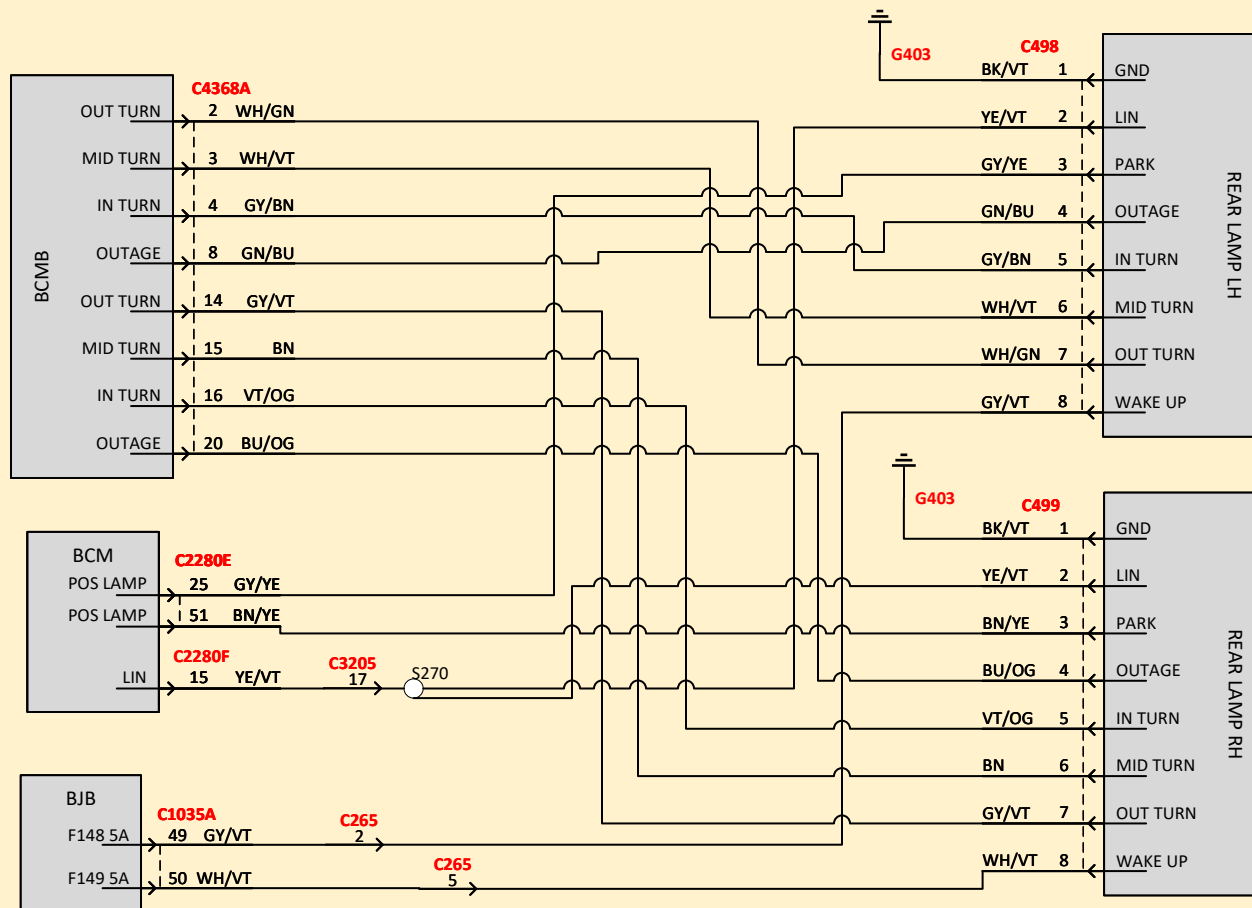 G403
C498
BK/VT 1 GND
YE/VT 2 LIN
GY/YE 3 PARK
GN/BU 4 OUTAGE
GY/BN 5 IN TURN
WH/VT 6 MID TURN
WH/GN 7 OUT TURN
GY/VT 8 WAKE UP
REAR LAMP LH
C4368A
OUT TURN 2 WH/GN
MID TURN 3 WH/VT
IN TURN 4 GY/BN
OUTAGE 8 GN/BU
OUT TURN 14 GY/VT
MID TURN 15 BN
IN TURN 16 VT/OG
OUTAGE 20 BU/OG
BCMB
G403
C499
BK/VT 1 GND
YE/VT 2 LIN
BN/YE 3 PARK
BU/OG 4 OUTAGE
VT/OG 5 IN TURN
BN 6 MID TURN
GY/VT 7 OUT TURN
WH/VT 8 WAKE UP
REAR LAMP RH
BCM
C2280E
POS LAMP 25 GY/YE
POS LAMP 51 BN/YE
C2280F
LIN 15 YE/VT
C3205
17
S270
BJB
C1035A
F148 5A 49 GY/VT
C265
2
F149 5A 50 WH/VT
C265
5